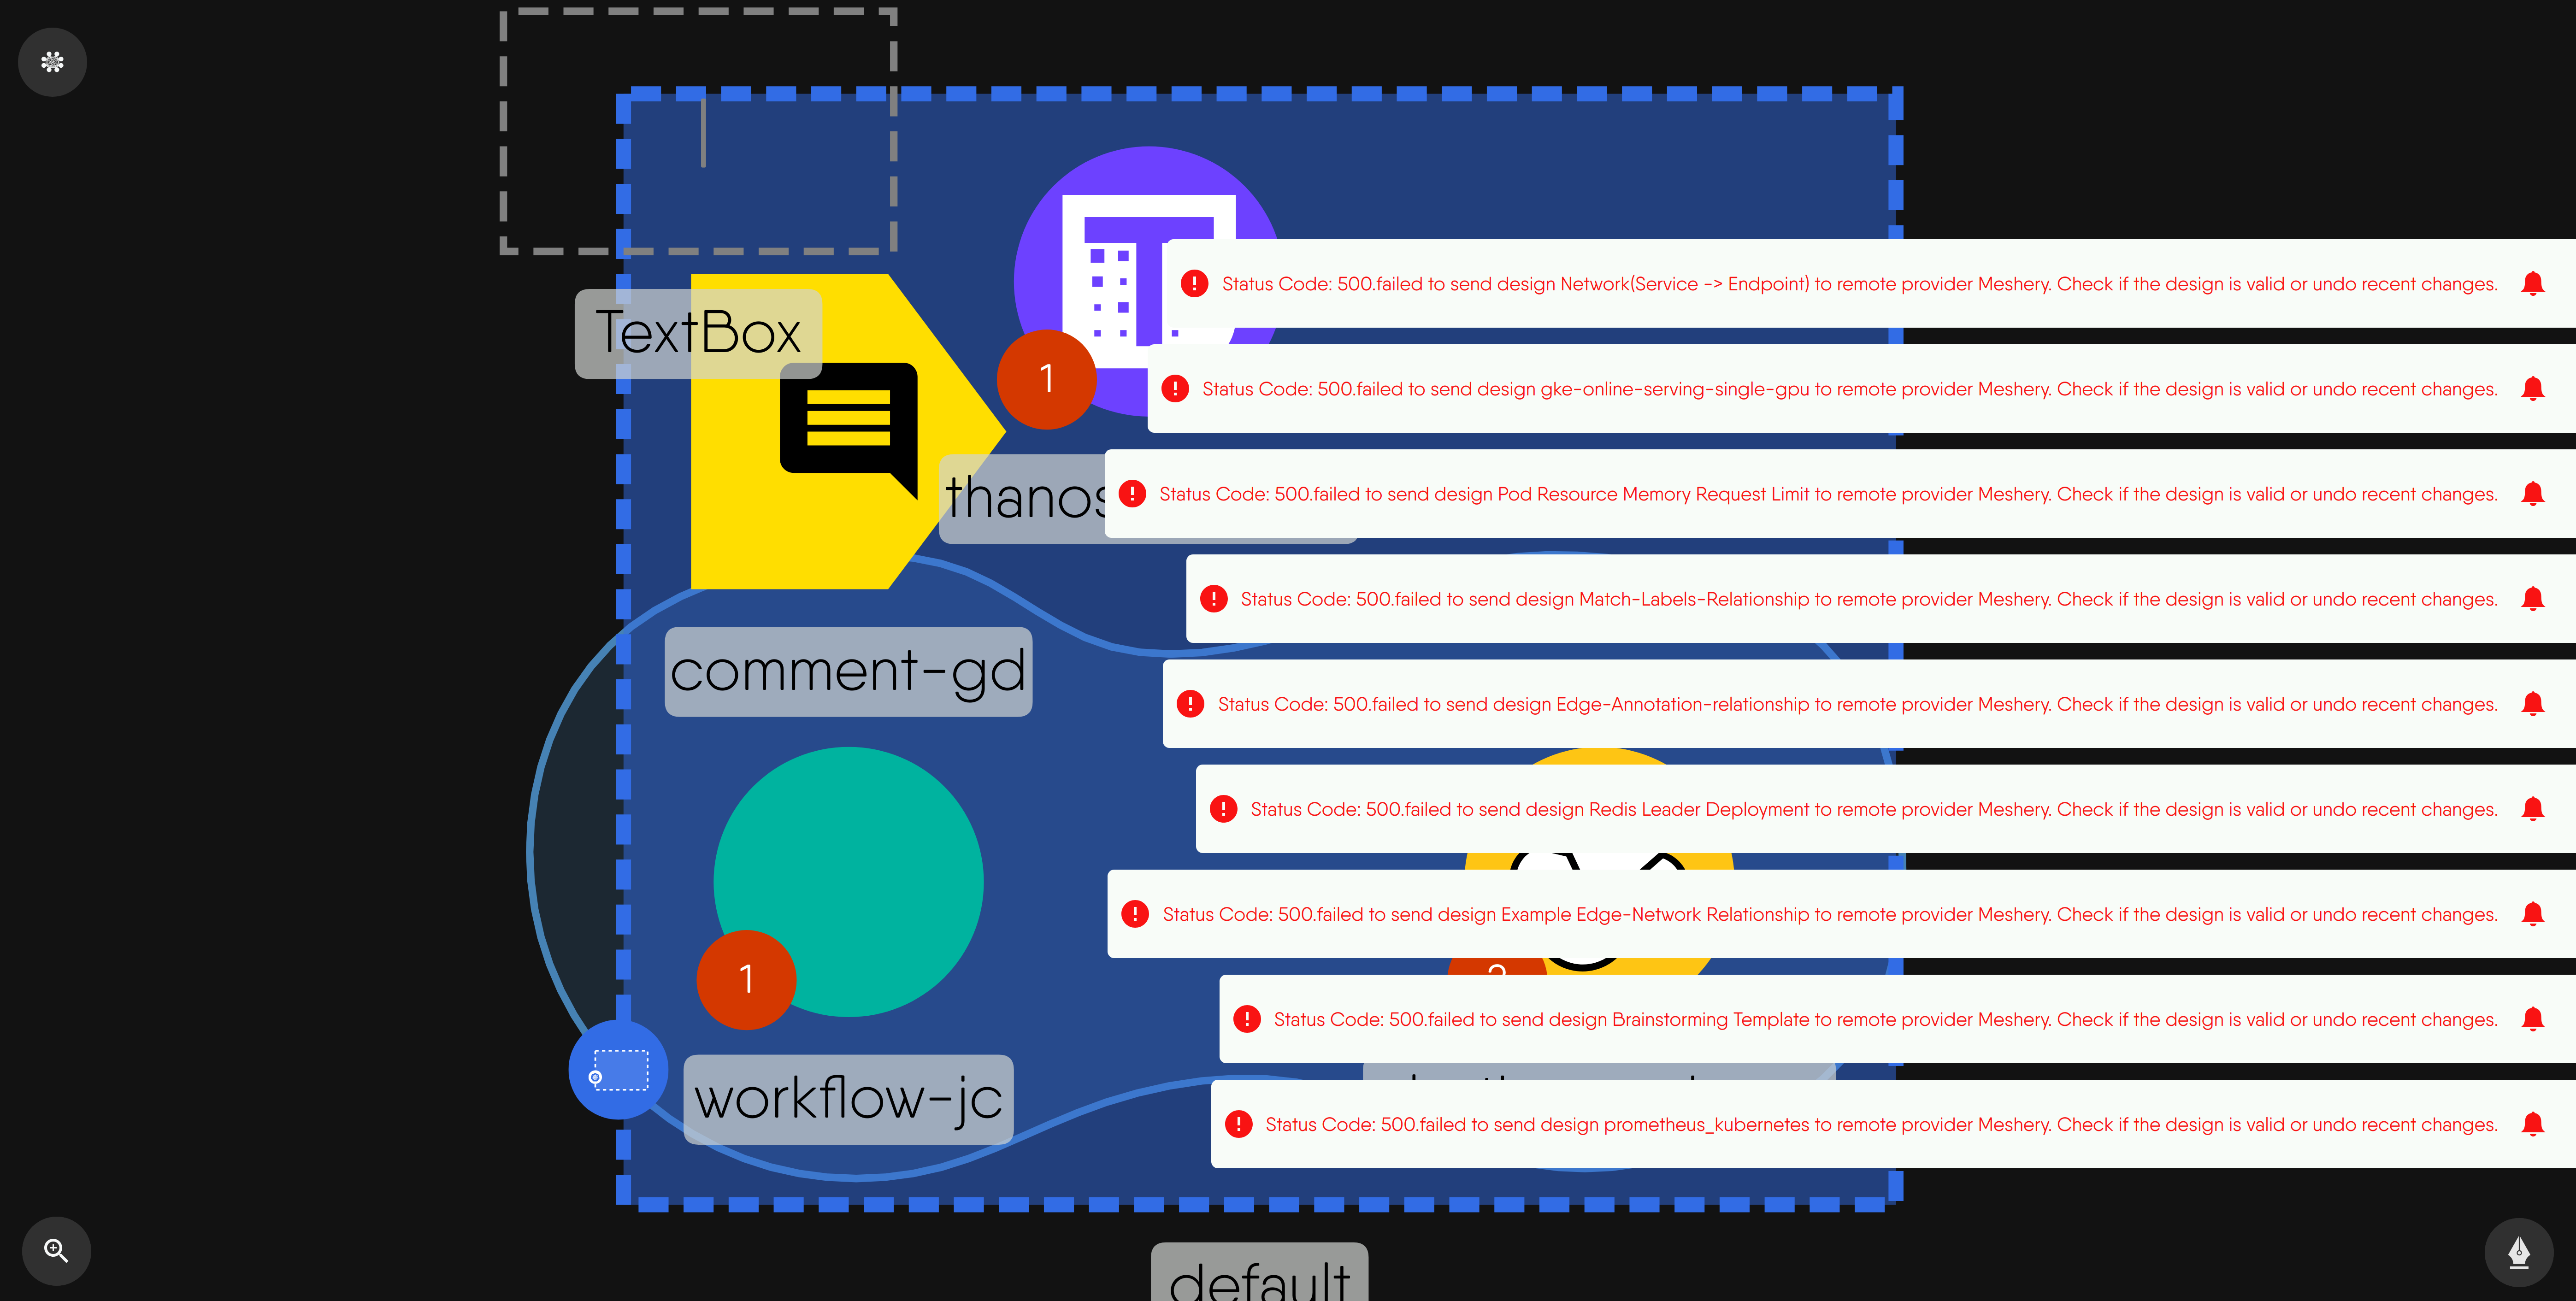 Status Code: 500.failed to send design Network(Service -> Endpoint) to remote provider Meshery. Check if the design is valid or undo recent changes.
TextBox
1
Status Code: 500.failed to send design gke-online-serving-single-gpu to remote provider Meshery. Check if the design is valid or undo recent changes.
thanos
Status Code: 500.failed to send design Pod Resource Memory Request Limit to remote provider Meshery. Check if the design is valid or undo recent changes.
Status Code: 500.failed to send design Match-Labels-Relationship to remote provider Meshery. Check if the design is valid or undo recent changes.
comment-gd
Status Code: 500.failed to send design Edge-Annotation-relationship to remote provider Meshery. Check if the design is valid or undo recent changes.
Status Code: 500.failed to send design Redis Leader Deployment to remote provider Meshery. Check if the design is valid or undo recent changes.
Status Code: 500.failed to send design Example Edge-Network Relationship to remote provider Meshery. Check if the design is valid or undo recent changes.
1
Status Code: 500.failed to send design Brainstorming Template to remote provider Meshery. Check if the design is valid or undo recent changes.
workflow-jc
Status Code: 500.failed to send design prometheus_kubernetes to remote provider Meshery. Check if the design is valid or undo recent changes.
default